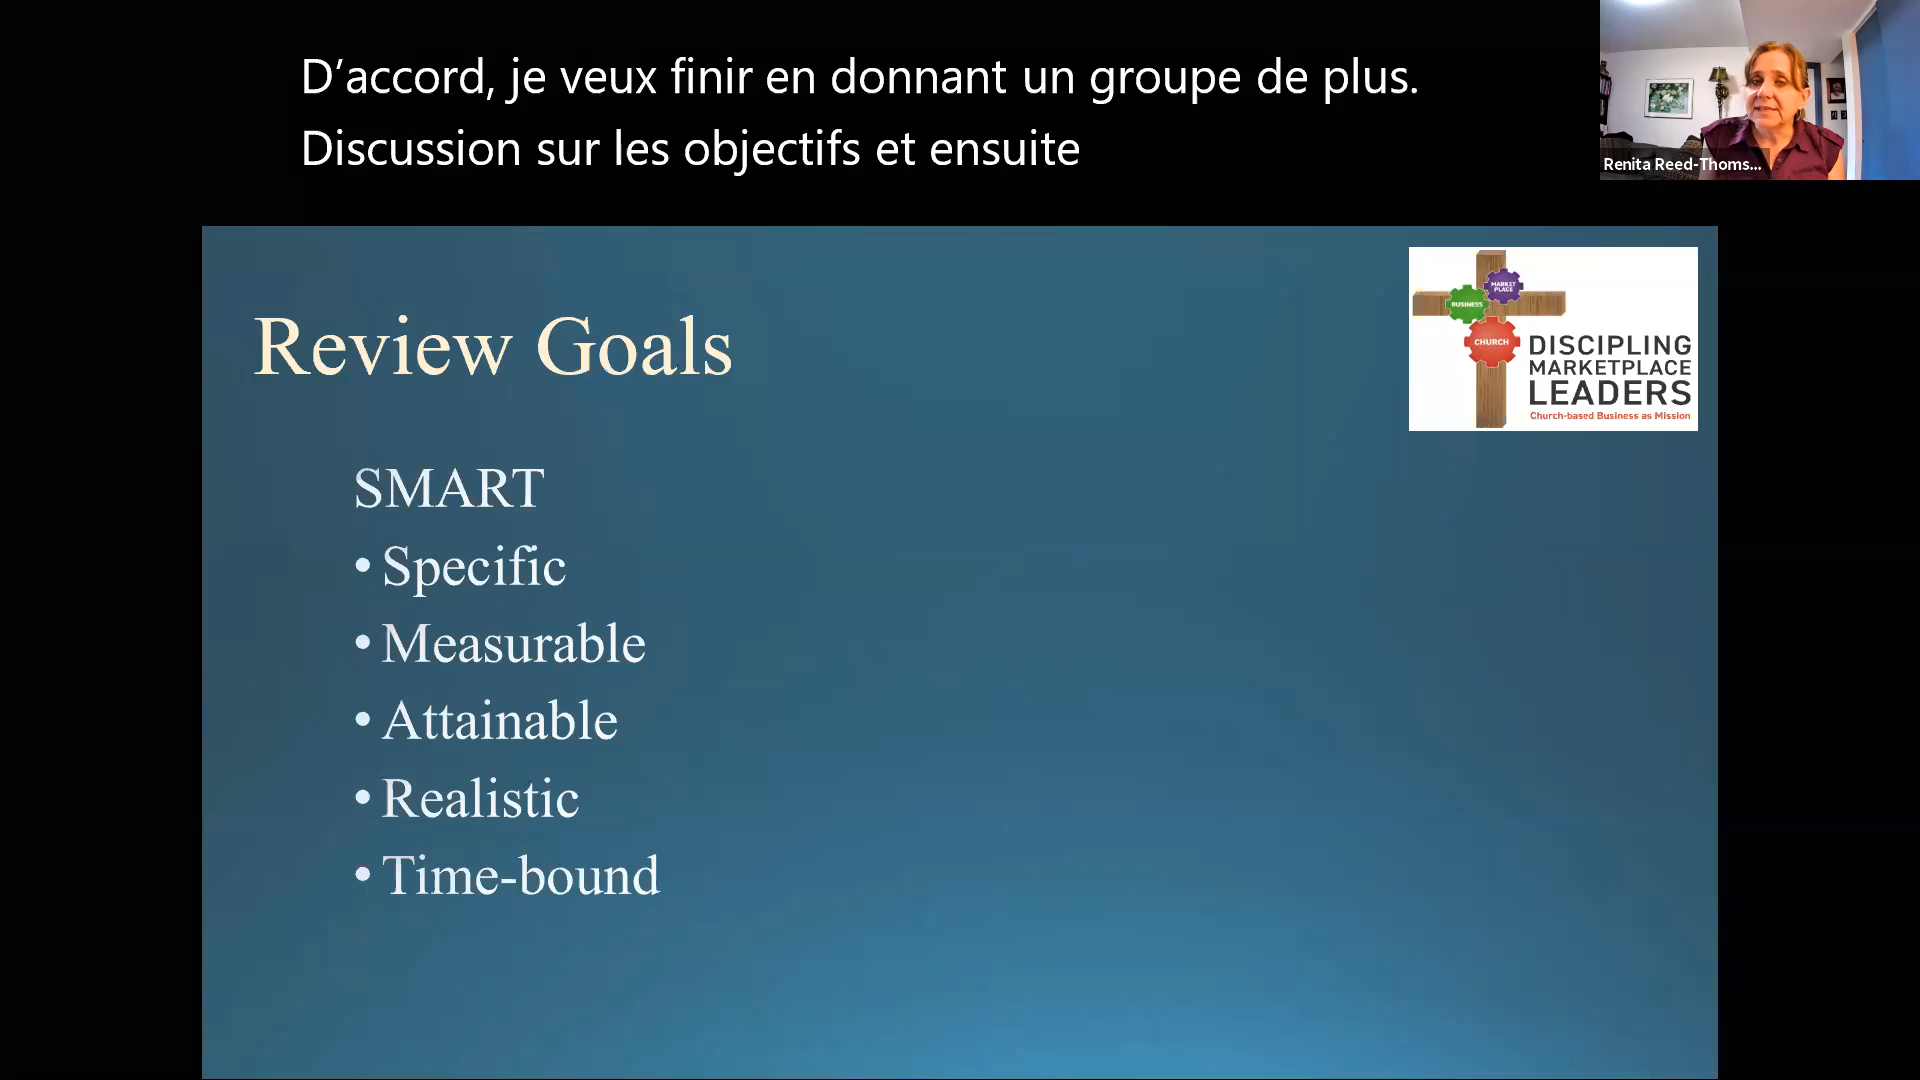 D’accord, je veux finir en donnant un groupe de plus.
Discussion sur les objectifs et ensuite
Renita Reed-Thoms...
Review Goals
MARKET
PLACE
BUSINESS
CHURCH
DISCIPLING
MARKETPLACE
LEADERS
Church-based Business as Mission
SMART
• Specific
• Measurable
• Attainable
• Realistic
• Time-bound